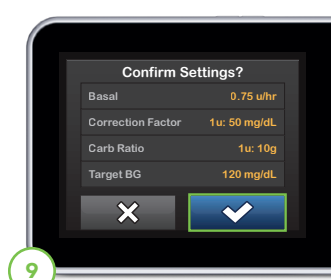 Confirm Settings?
Basal 0.75 u/hr
Correction Factor 1u: 50 mg/dL
Carb Ratio 1u: 10g
Target BG 120 mg/dL
9